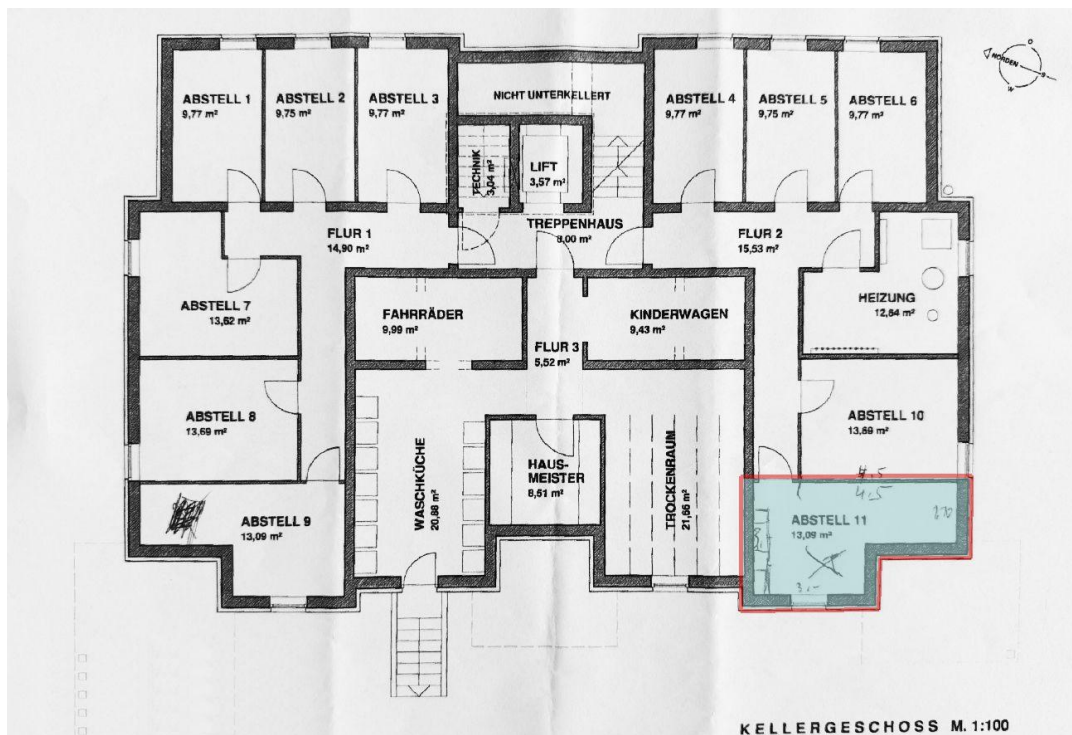 ABSTELL 1
9,77 m²
ABSTELL 2
9,75 m²
ABSTELL 3
9,77 m²
NICHT UNTERKELLERT
ABSTELL 4
9,77 m²
ABSTELL 5
9,75 m²
ABSTELL 6
9,77 m²
NORDEN
TECHNIK
3,04 m²
LIFT
3,57 m²
FLUR 1
14,90 m²
TREPPENHAUS
8,00 m²
FLUR 2
15,53 m²
ABSTELL 7
13,62 m²
FAHRRÄDER
9,99 m²
KINDERWAGEN
9,43 m²
HEIZUNG
12,64 m²
FLUR 3
5,52 m²
ABSTELL 8
13,69 m²
ABSTELL 10
13,69 m²
WASCHKÜCHE
20,88 m²
HAUS-
MEISTER
8,51 m²
TROCKENRAUM
21,66 m²
4,5
4,5
ABSTELL 9
13,09 m²
ABSTELL 11
13,09 m²
3,-
KELLERGESCHOSS M. 1:100